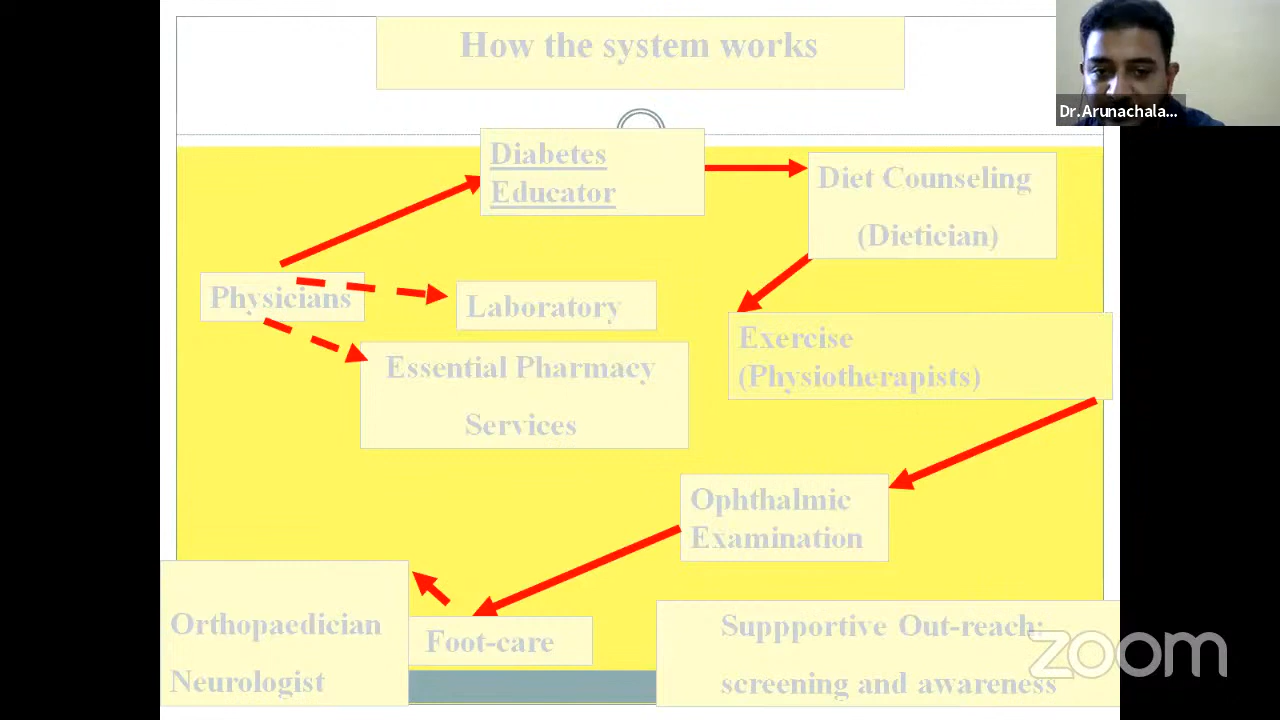 How the system works
Dr.Arunachala...
Diabetes
Educator
Diet Counseling
(Dietician)
Physicians
Laboratory
Essential Pharmacy
Services
Exercise
(Physiotherapists)
Ophthalmic
Examination
Orthopaedician
Neurologist
Foot-care
Suppportive Out-reach:
screening and awareness
zoom